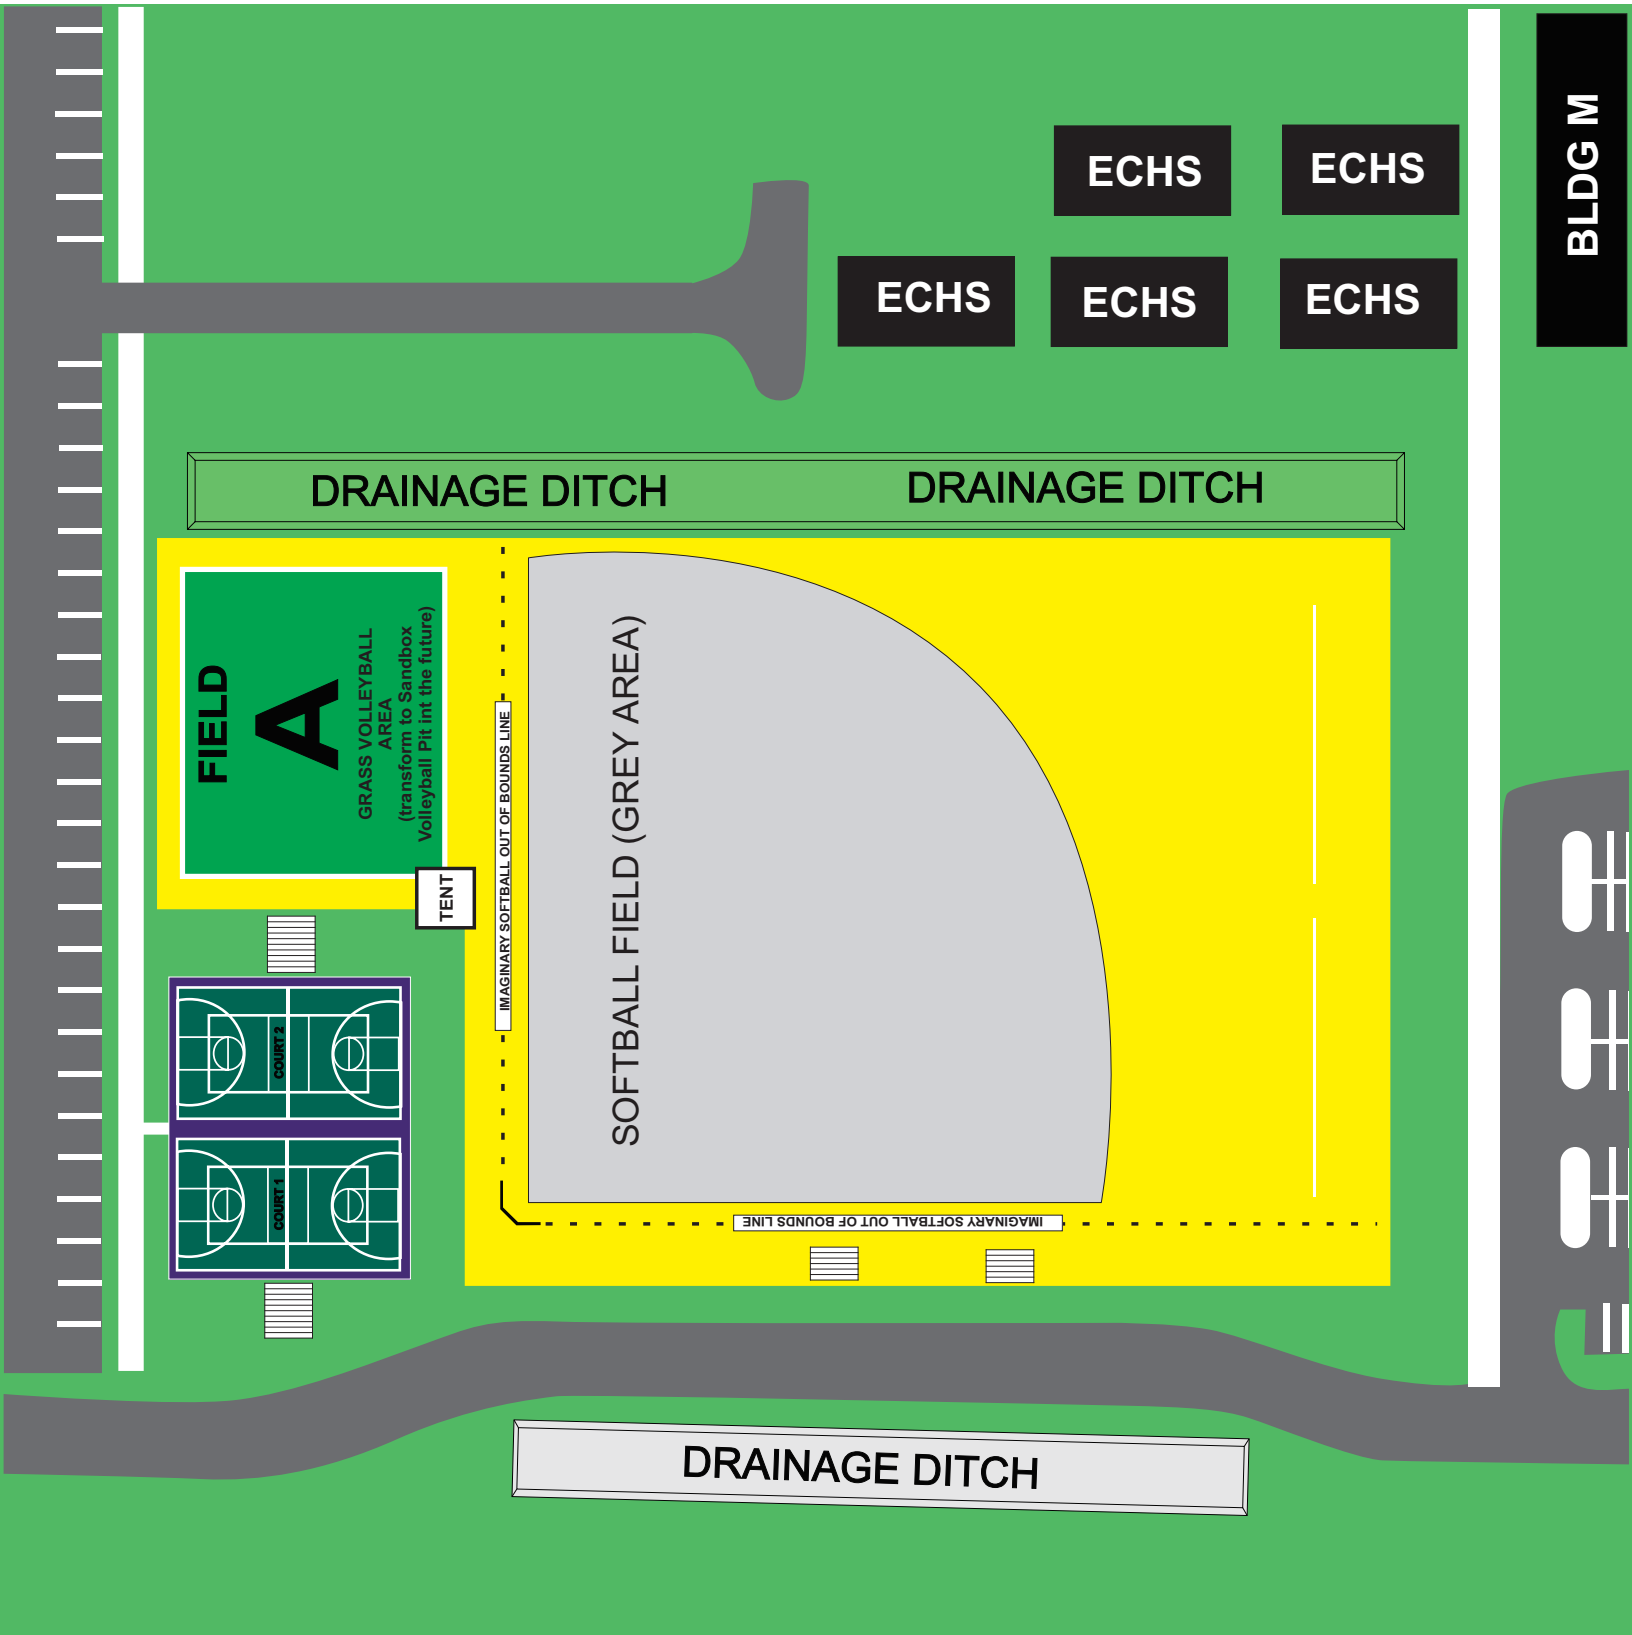 BLDG M
ECHS
ECHS
ECHS
ECHS
ECHS
DRAINAGE DITCH
DRAINAGE DITCH
FIELD
A
GRASS VOLLEYBALL
AREA
(transform to Sandbox
Volleyball Pit int the future)
TENT
IMAGINARY SOFTBALL OUT OF BOUNDS LINE
SOFTBALL FIELD (GREY AREA)
COURT 2
COURT 1
IMAGINARY SOFTBALL OUT OF BOUNDS LINE
DRAINAGE DITCH